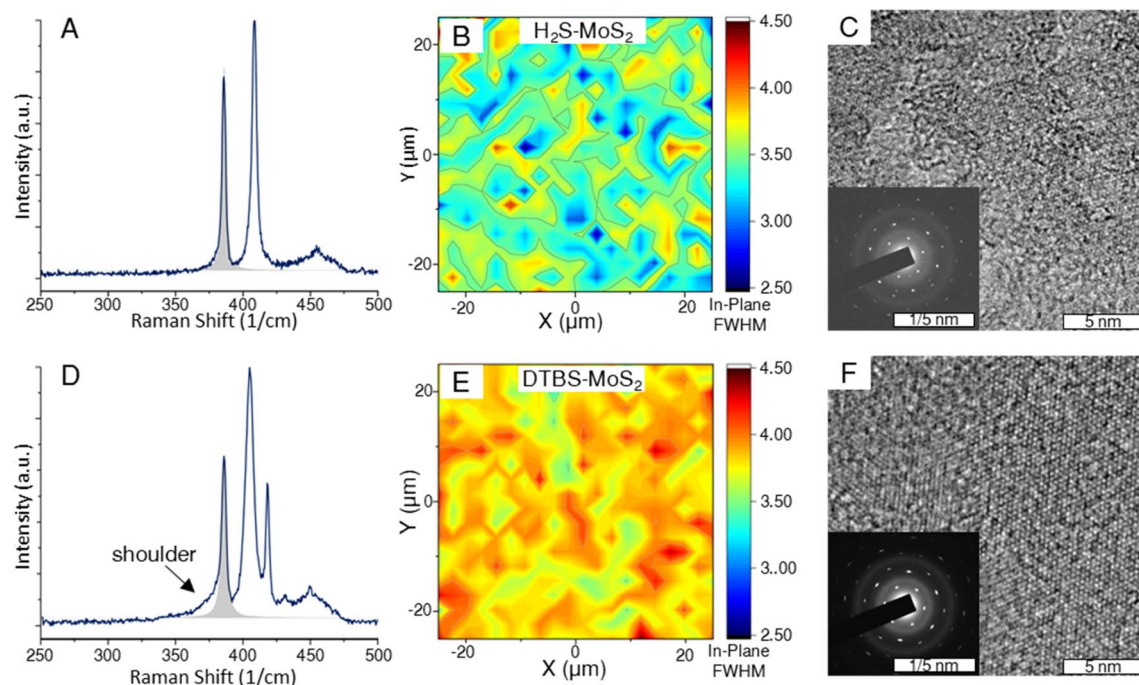 A
Intensity (a.u.)
250 300 350 400 450 500
Raman Shift (1/cm)
B
H₂S-MoS₂
Y (µm)
20
0
-20
-20 0 20
X (µm)
4.50
4.00
3.50
3.00
2.50
In-Plane
FWHM
C
1/5 nm
5 nm
D
Intensity (a.u.)
shoulder
250 300 350 400 450 500
Raman Shift (1/cm)
E
DTBS-MoS₂
Y (µm)
20
0
-20
-20 0 20
X (µm)
4.50
4.00
3.50
3..00
2.50
In-Plane
FWHM
F
1/5 nm
5 nm